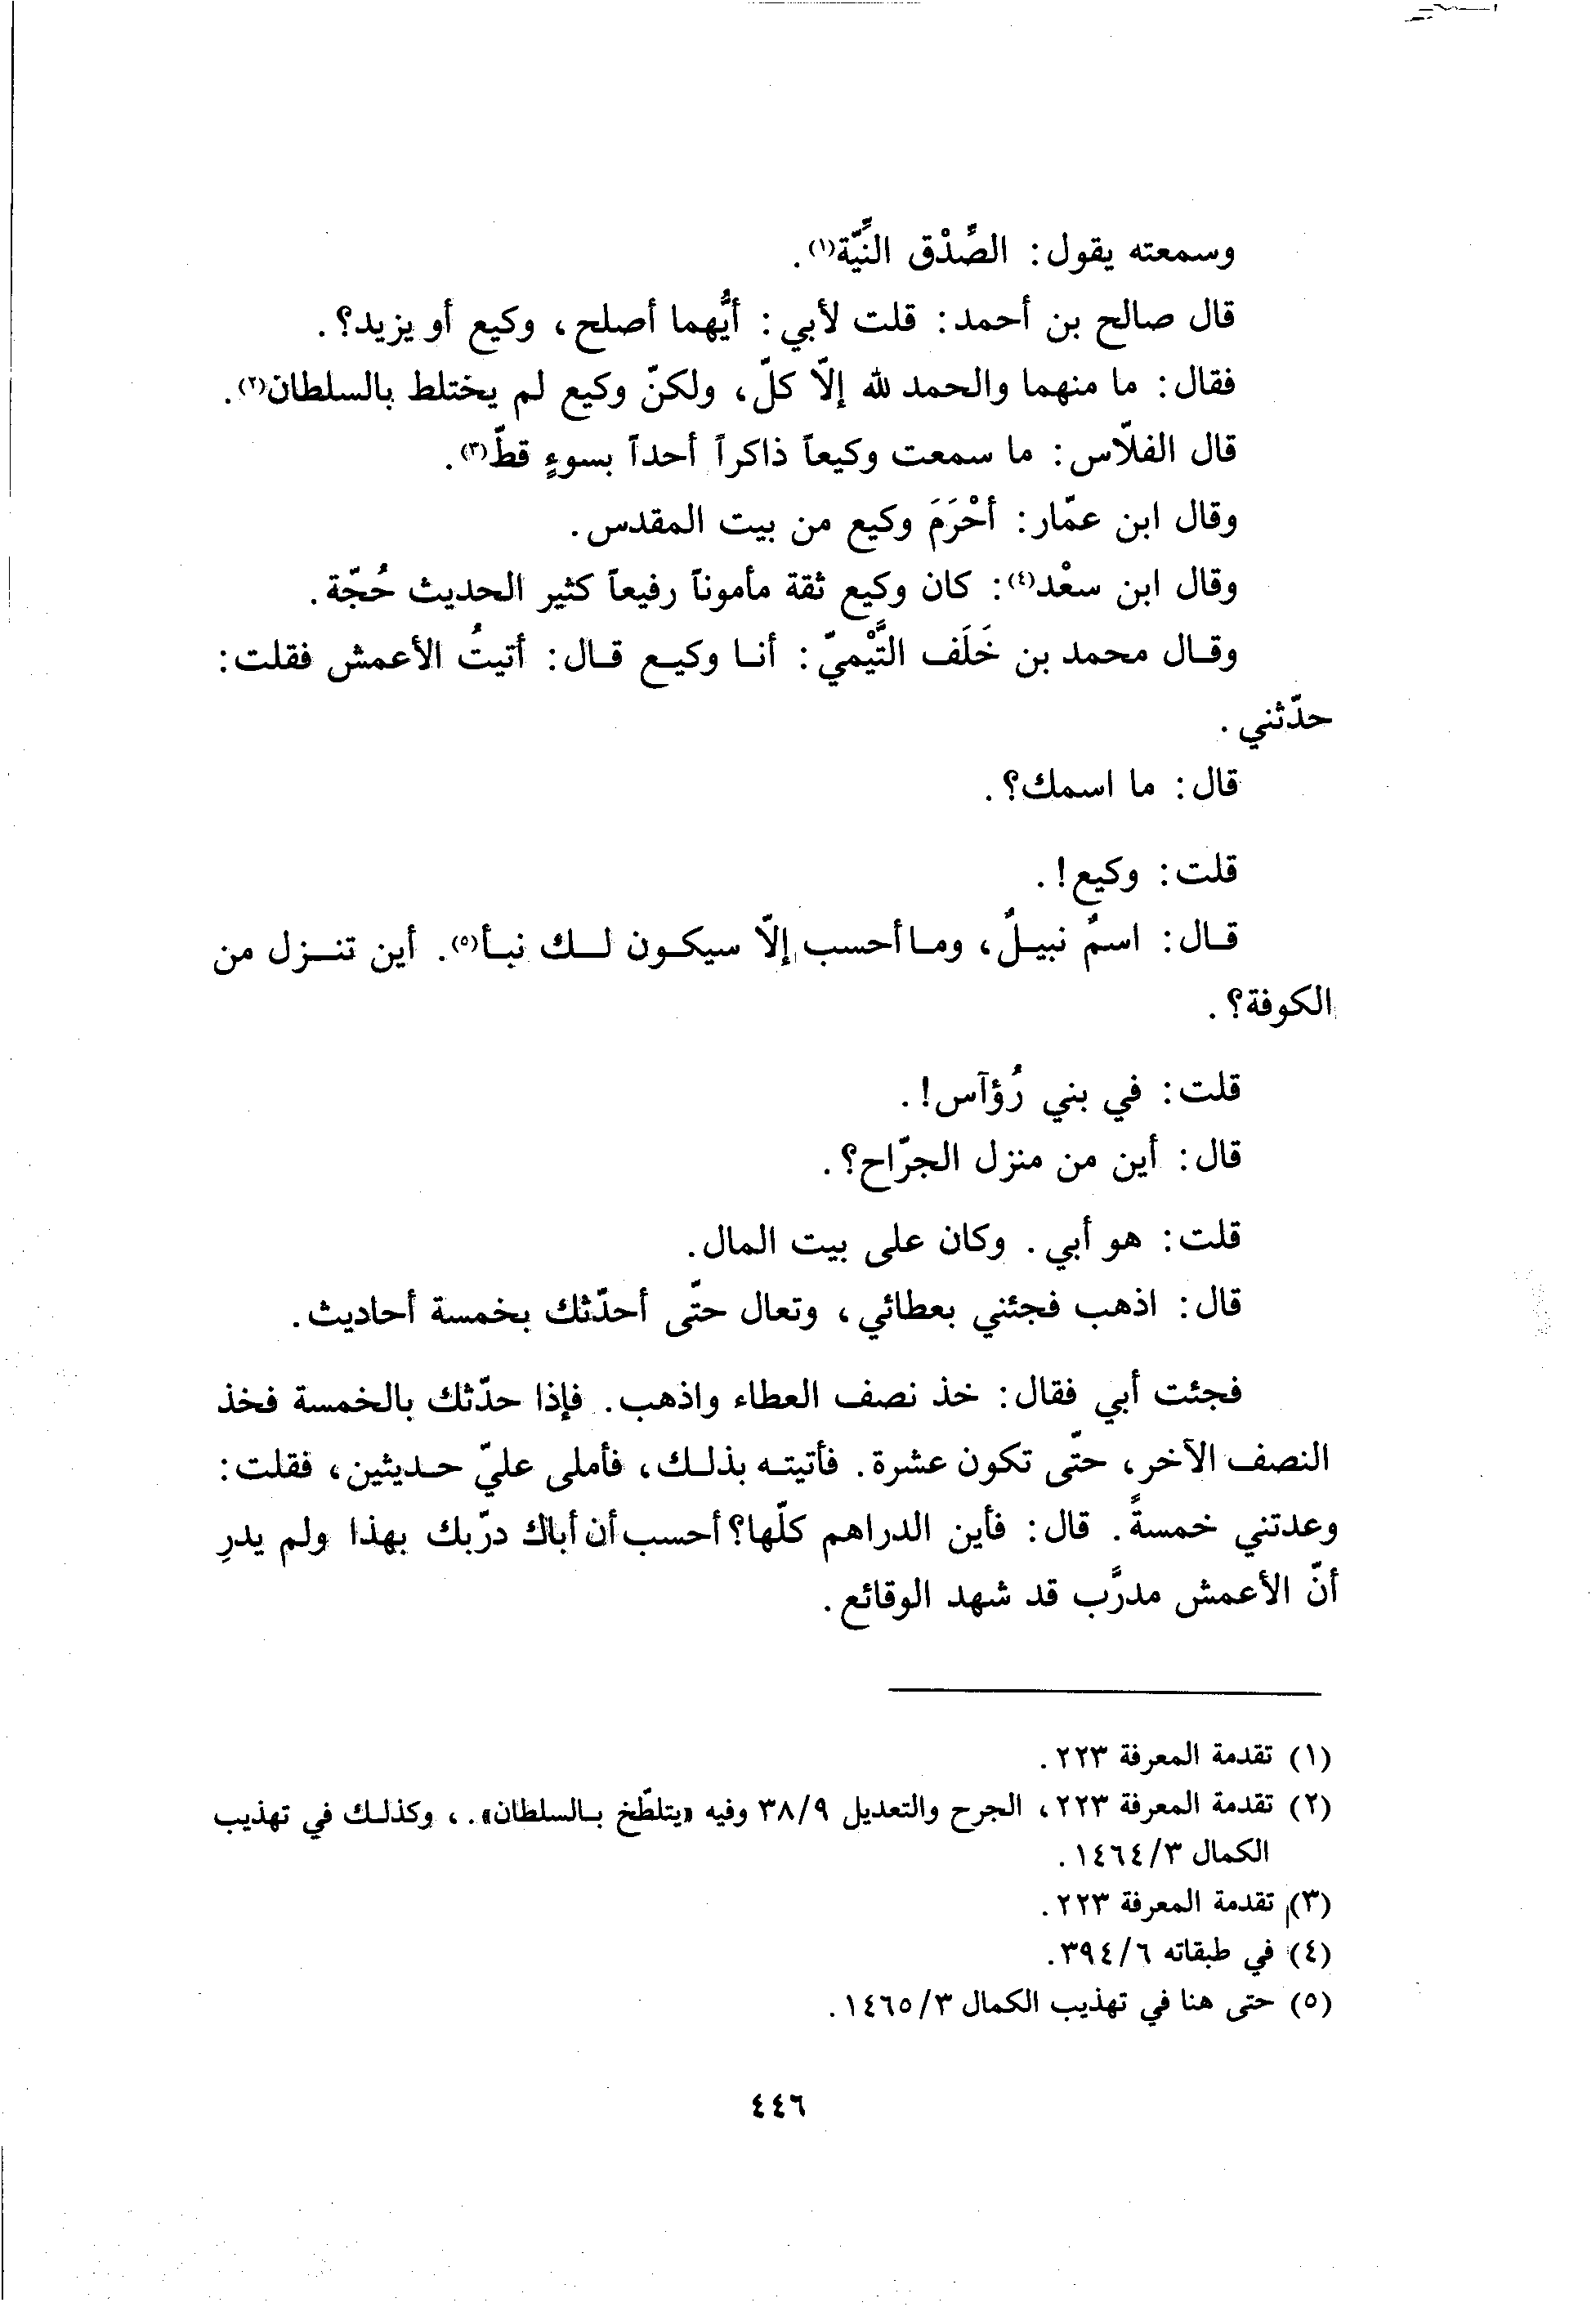 وسمعته يقول: الصِّدْق النِّيّة(١).
قال صالح بن أحمد: قلت لأبي: أيُّهما أصلح، وكيع أو يزيد؟.
فقال: ما منهما والحمد لله إلاّ كلّ، ولكنّ وكيع لم يختلط بالسلطان(٢).
قال الفلّاس: ما سمعت وكيعاً ذاكراً أحداً بسوءٍ قطّ(٣).
وقال ابن عمّار: أحْرَمَ وكيع من بيت المقدس.
وقال ابن سعْد(٤): كان وكيع ثقة مأموناً رفيعاً كثير الحديث حُجّة.
وقال محمد بن خَلَف التَّيْميّ: أنا وكيع قال: أتيتُ الأعمش فقلت:
حدّثني.
قال: ما اسمك؟.
قلت: وكيع!.
قال: اسمُ نبيلُ، وما أحسب إلاّ سيكون لك نبأ(٥). أين تنزل من
الكوفة؟.
قلت: في بني رُؤآس!.
قال: أين من منزل الجرّاح؟.
قلت: هو أبي. وكان على بيت المال.
قال: اذهب فجئني بعطائي، وتعال حتّى أحدّثك بخمسة أحاديث.
فجئت أبي فقال: خذ نصف العطاء واذهب. فإذا حدّثك بالخمسة فخذ
النصف الآخر، حتّى تكون عشرة. فأتيته بذلك، فأملى عليّ حديثين، فقلت:
وعدتني خمسةً. قال: فأين الدراهم كلّها؟ أحسب أن أباك درّبك بهذا ولم يدرِ
أنّ الأعمش مدرَّب قد شهد الوقائع.
(١) تقدمة المعرفة ٢٢٣.
(٢) تقدمة المعرفة ٢٢٣، الجرح والتعديل ٣٨/٩ وفيه «يتلطّخ بالسلطان».، وكذلك في تهذيب
الكمال ١٤٦٤/٣.
(٣) تقدمة المعرفة ٢٢٣.
(٤) في طبقاته ٣٩٤/٦.
(٥) حتى هنا في تهذيب الكمال ١٤٦٥/٣.
٤٤٦